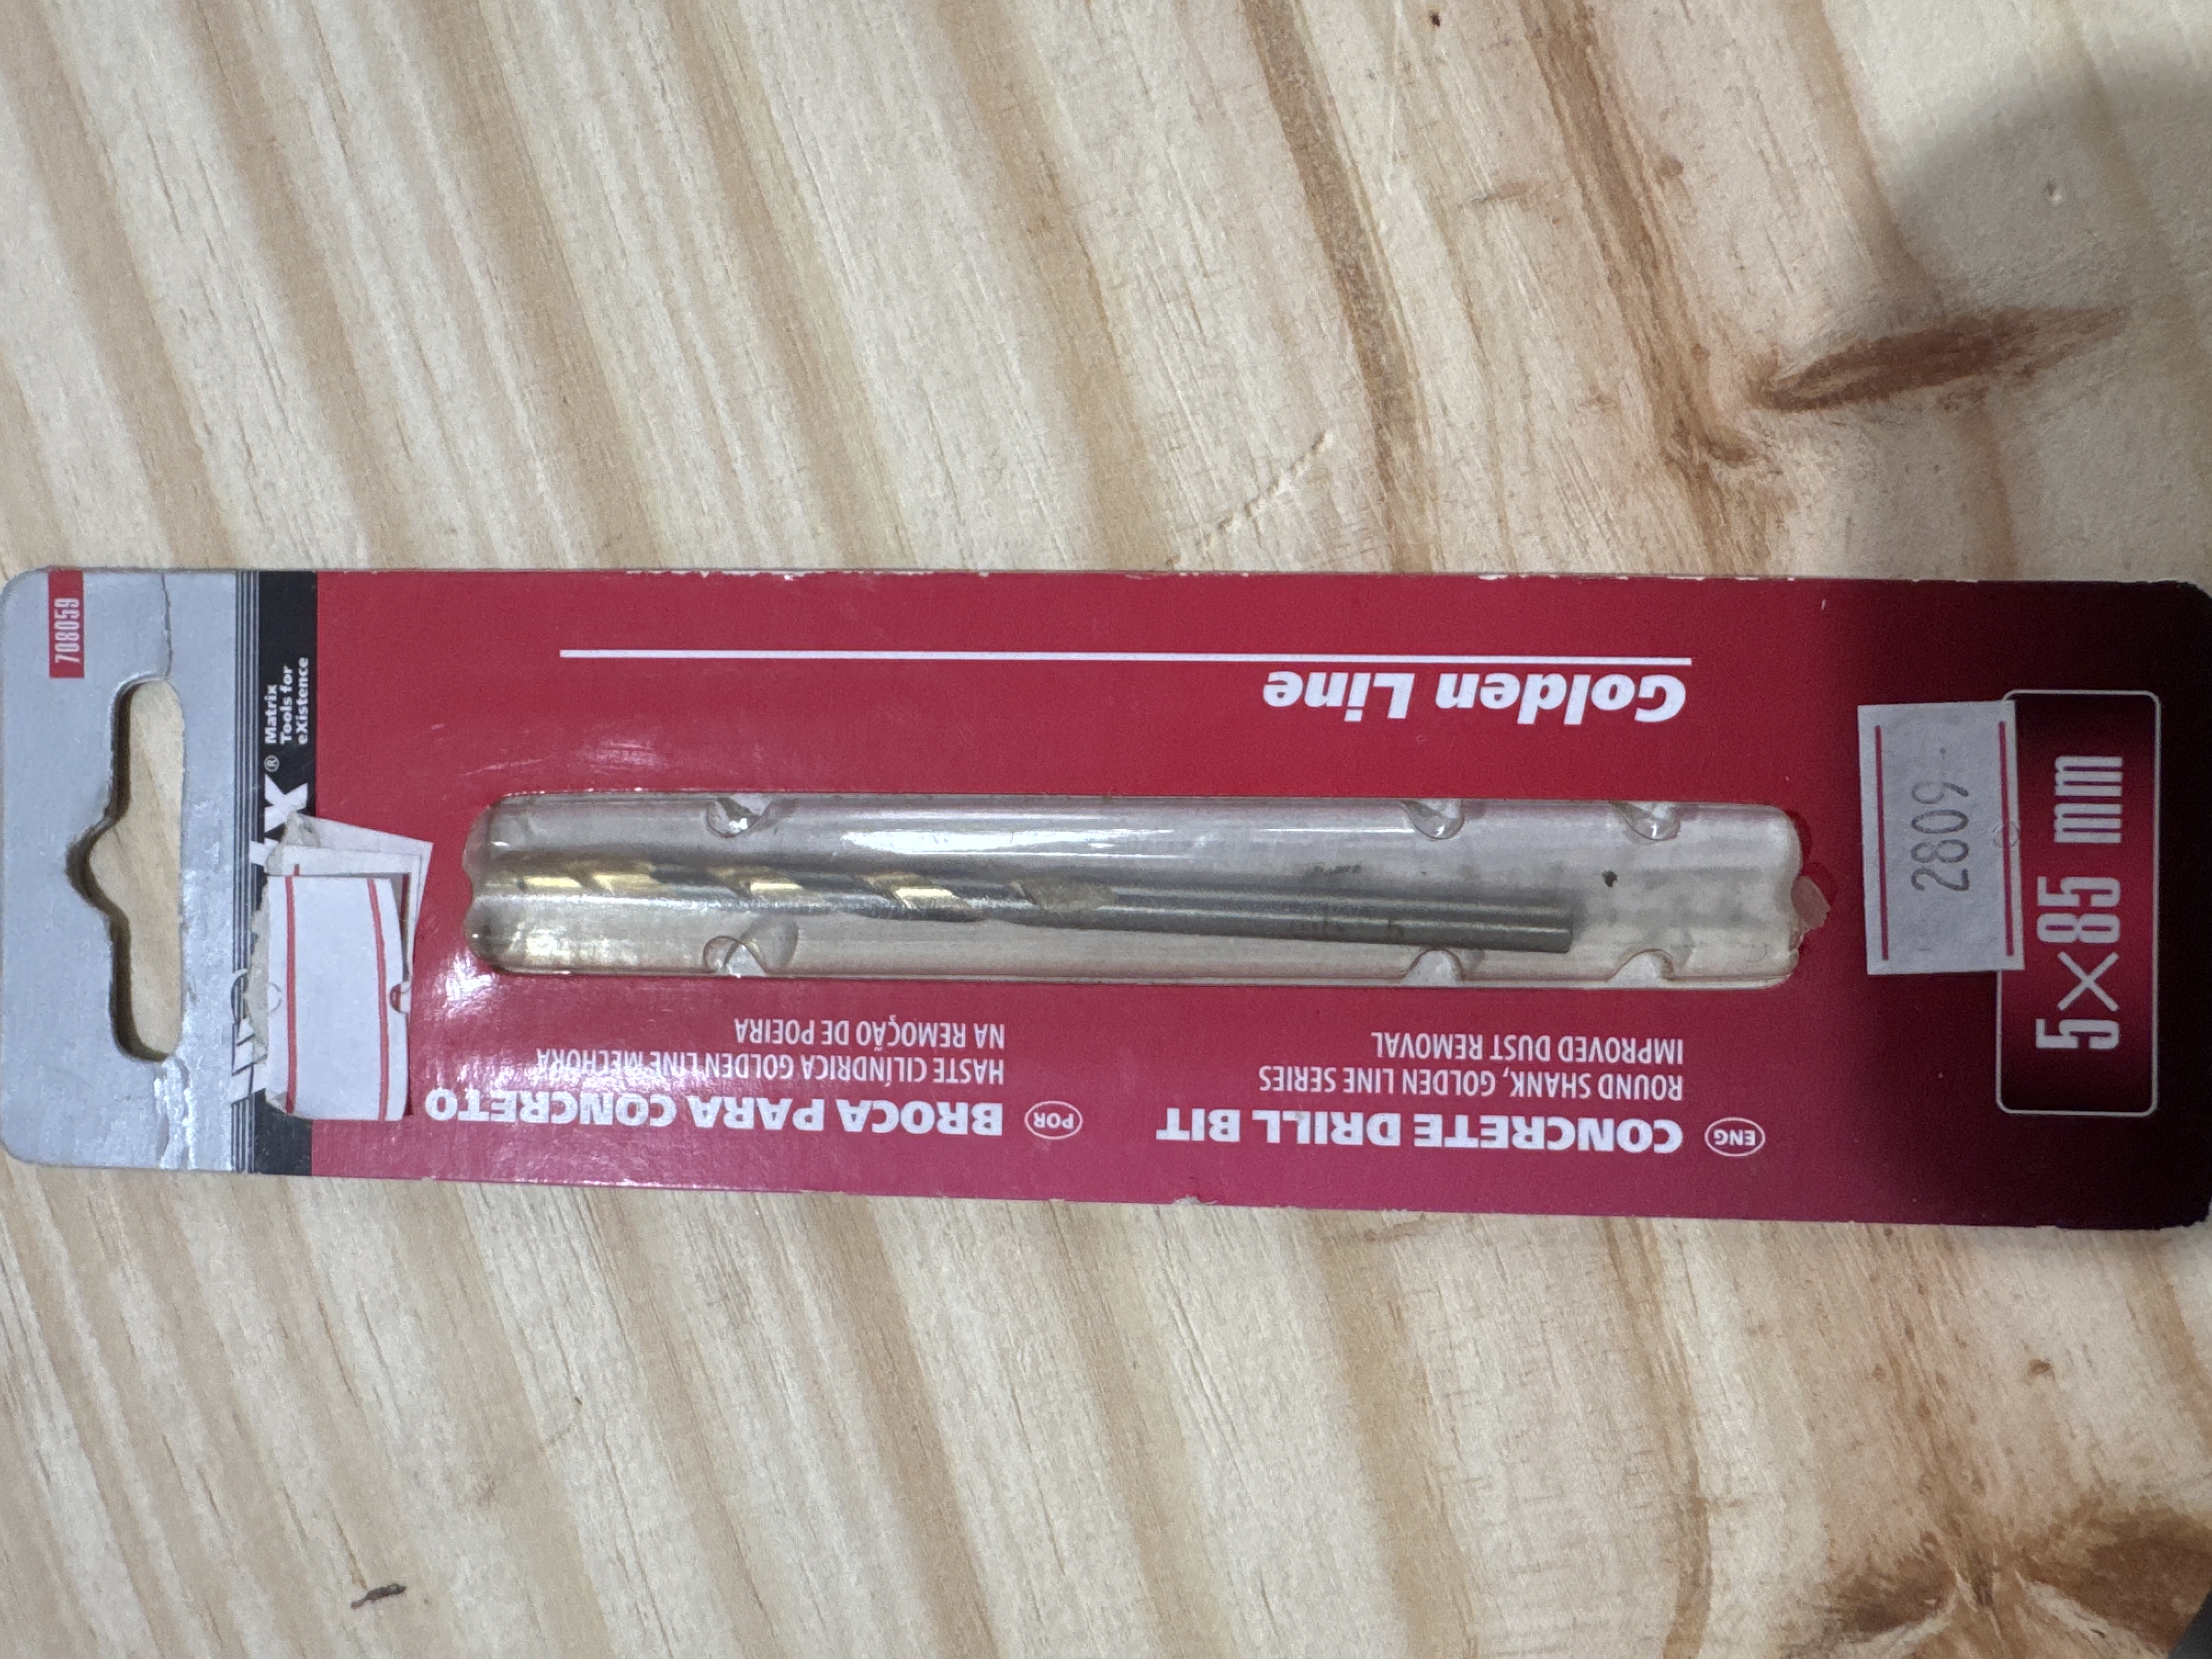 708059
Matrix
Tools for
eXistence
®
Golden Line
ENG
CONCRETE DRILL BIT
ROUND SHANK, GOLDEN LINE SERIES
IMPROVED DUST REMOVAL
POR
BROCA PARA CONCRETO
HASTE CILÍNDRICA GOLDEN LINE MELHORA
NA REMOÇÃO DE POEIRA
2809
5×85 mm